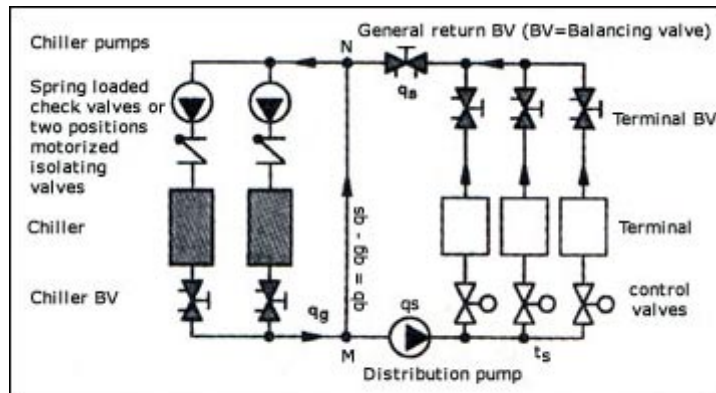 General return BV (BV=Balancing valve)
Chiller pumps
N
qs
Spring loaded
check valves or
two positions
motorized
isolating
valves
Terminal BV
Chiller
qb = qg - qs
Terminal
Chiller BV
qg
qs
control
valves
M
ts
Distribution pump